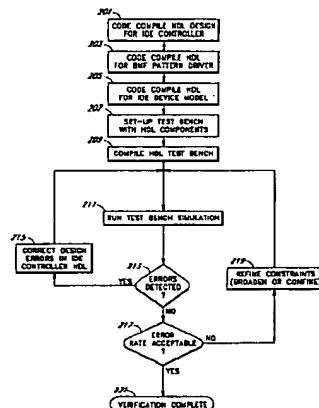 201
CODE COMPILE HDL DESIGN
FOR IDE CONTROLLER
203
CODE COMPILE HDL
FOR BMF PATTERN DRIVER
205
CODE COMPILE HDL
FOR IDE DEVICE MODEL
207
SET-UP TEST BENCH
WITH HDL COMPONENTS
209
COMPILE HDL TEST BENCH
211
RUN TEST BENCH SIMULATION
215
CORRECT DESIGN
ERRORS IN IDE
CONTROLLER HDL
213
ERRORS
DETECTED
?
YES
NO
219
REFINE CONSTRAINTS
(BROADEN OR CONFINE)
217
ERROR
RATE ACCEPTABLE
?
NO
YES
221
VERIFICATION COMPLETE